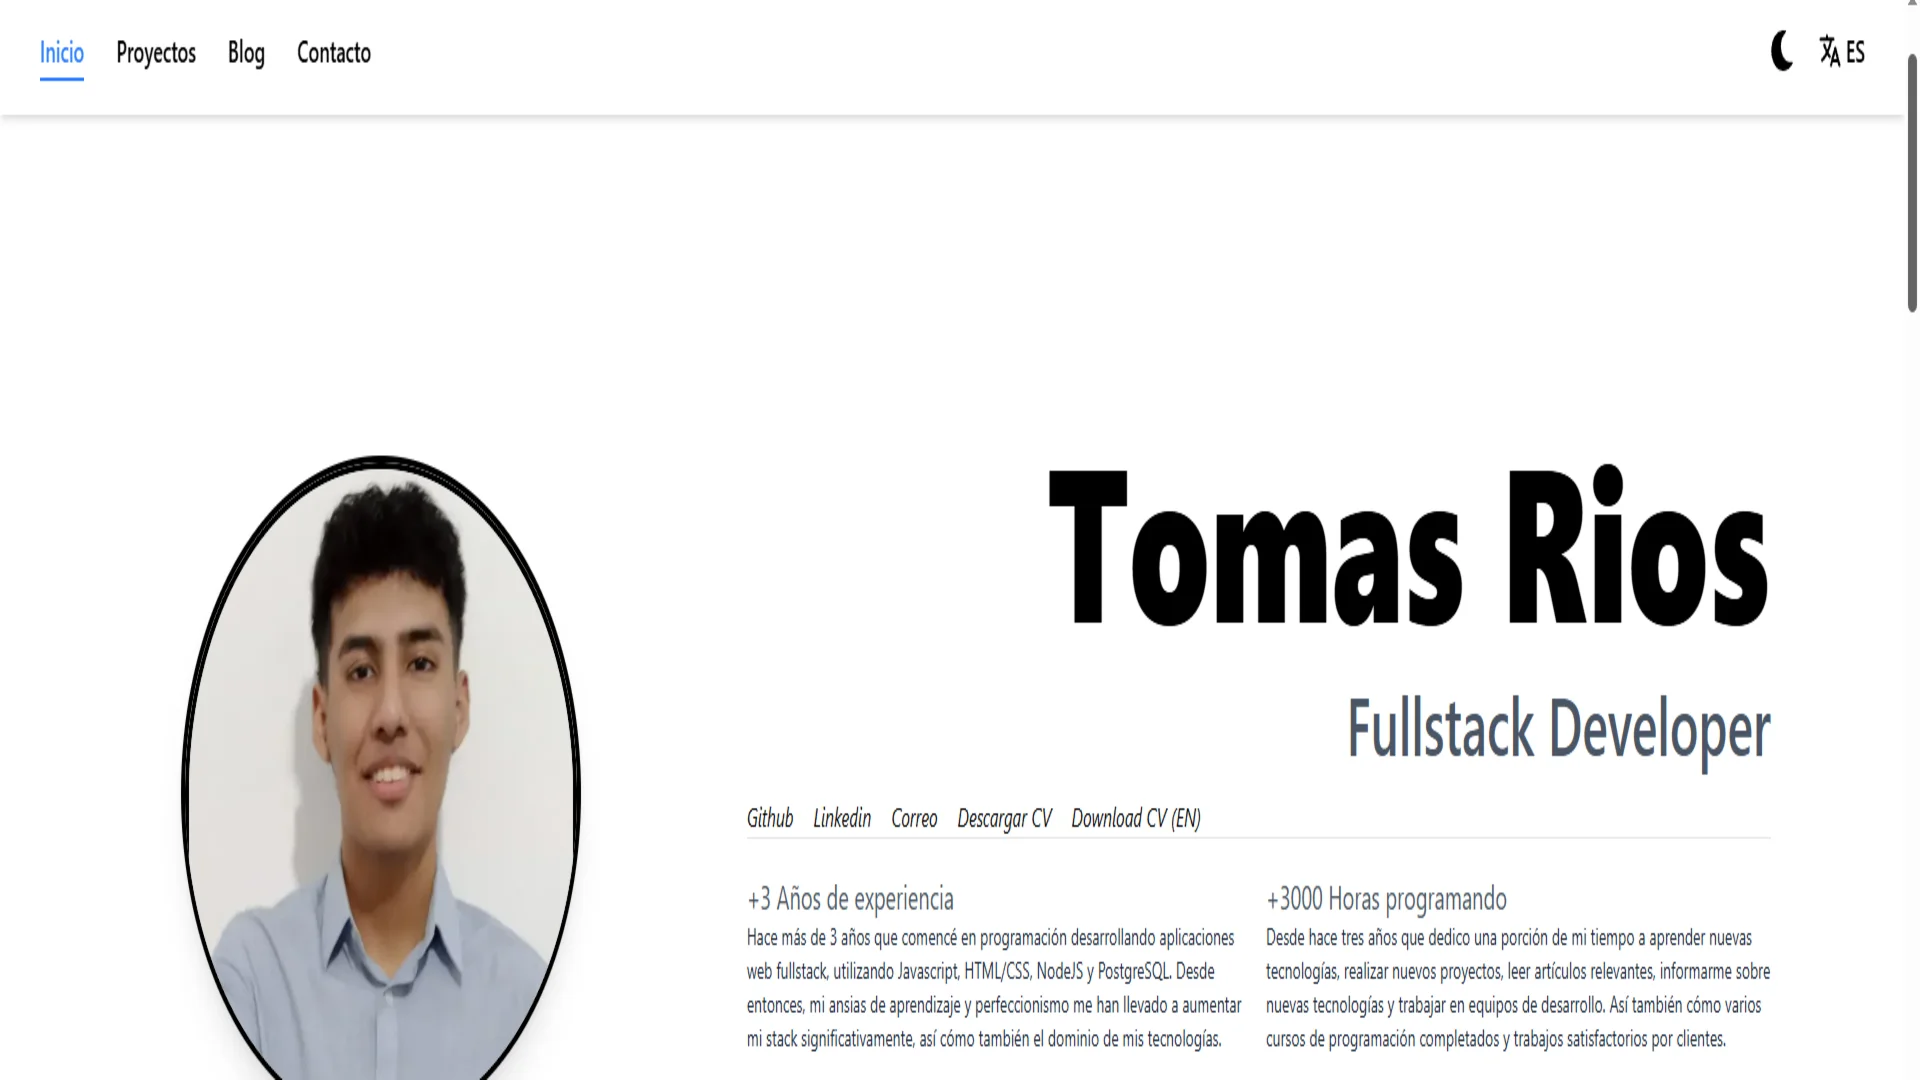 Inicio Proyectos Blog Contacto
ES
Tomas Rios
Fullstack Developer
Github Linkedin Correo Descargar CV Download CV (EN)
+3 Años de experiencia
Hace más de 3 años que comencé en programación desarrollando aplicaciones
web fullstack, utilizando Javascript, HTML/CSS, NodeJS y PostgreSQL. Desde
entonces, mi ansias de aprendizaje y perfeccionismo me han llevado a aumentar
mi stack significativamente, así cómo también el dominio de mis tecnologías.
+3000 Horas programando
Desde hace tres años que dedico una porción de mi tiempo a aprender nuevas
tecnologías, realizar nuevos proyectos, leer artículos relevantes, informarme sobre
nuevas tecnologías y trabajar en equipos de desarrollo. Así también cómo varios
cursos de programación completados y trabajos satisfactorios por clientes.